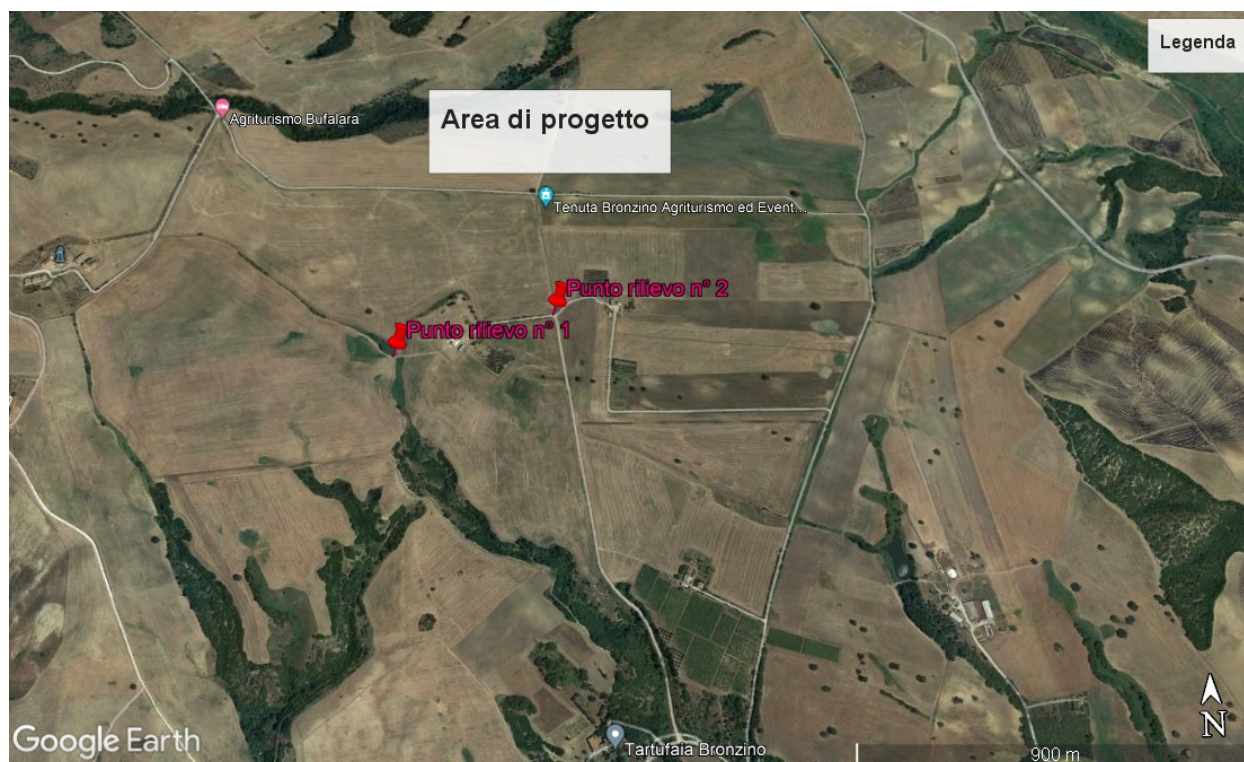 Legenda
Agriturismo Bufalara
Area di progetto
Tenuta Bronzino Agriturismo ed Event...
Punto rilievo n° 2
Punto rilievo n° 1
Tartufaia Bronzino
Google Earth
N
900 m